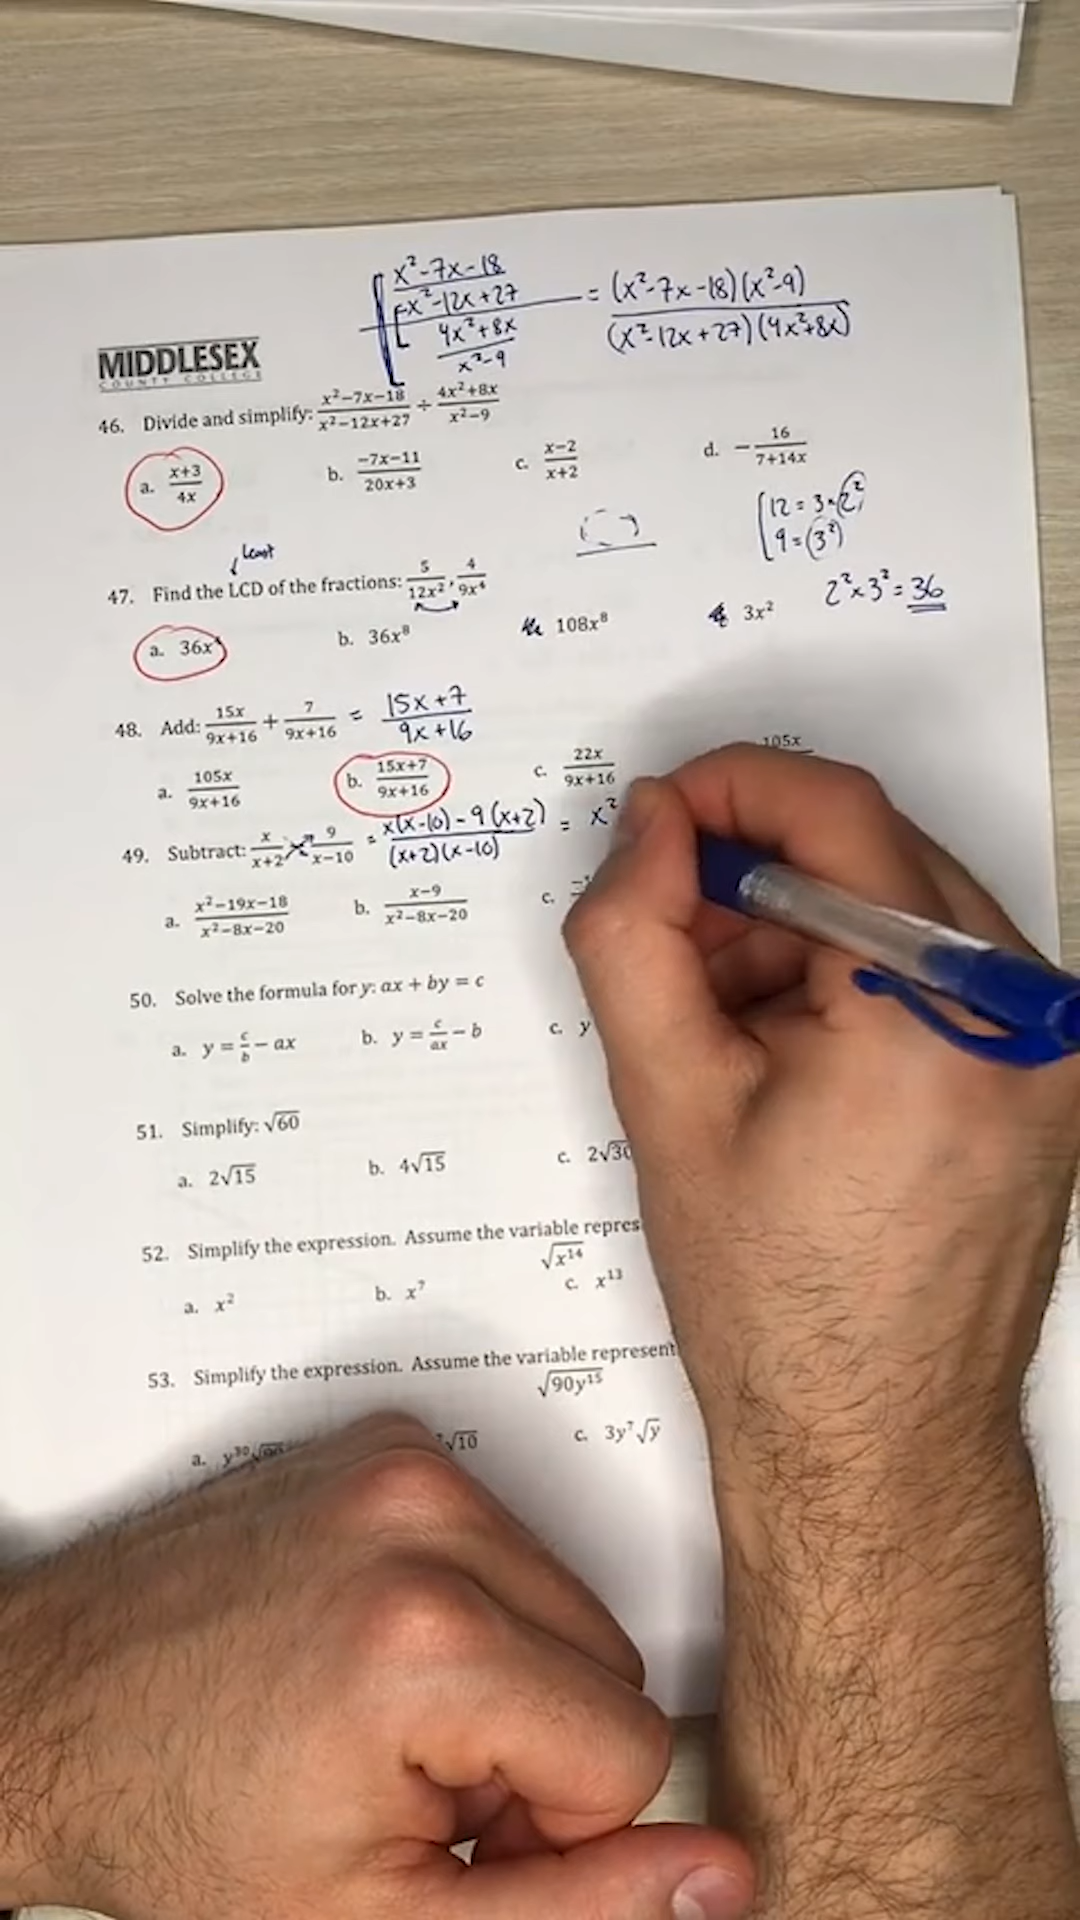 x²-7x-18
x²-12x+27
4x²+8x
x²-9
= (x²-7x-18)(x²-9)
(x²-12x+27)(4x²+8x)
MIDDLESEX
COUNTY COLLEGE
46. Divide and simplify: x²−7x−18 / x²−12x+27 ÷ 4x²+8x / x²−9
a. x+3 / 4x b. −7x−11 / 20x+3 c. x−2 / x+2 d. − 16 / 7+14x
12 = 3·2²
9 = (3²)
2²×3² = 36
Least
47. Find the LCD of the fractions: 5 / 12x², 4 / 9x⁴
a. 36x⁴ b. 36x⁸ 108x⁸ 3x²
48. Add: 15x / 9x+16 + 7 / 9x+16 = 15x+7 / 9x+16
a. 105x / 9x+16 b. 15x+7 / 9x+16 c. 22x / 9x+16 105x
49. Subtract: x / x+2 − 9 / x−10 = x(x-10)-9(x+2) / (x+2)(x-10) = x²
a. x²−19x−18 / x²−8x−20 b. x−9 / x²−8x−20 c.
50. Solve the formula for y: ax + by = c
a. y = c/b − ax b. y = c/ax − b c. y
51. Simplify: √60
a. 2√15 b. 4√15 c. 2√30
52. Simplify the expression. Assume the variable
√x¹⁴
a. x² b. x⁷ c. x¹³
53. Simplify the expression. Assume the variable represent
√90y¹⁵
a. y³⁰ √10 c. 3y⁷√y